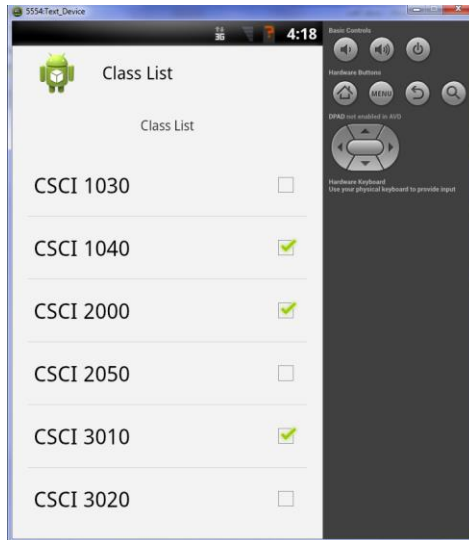 5554:Text_Device
3G
4:18
Class List
Class List
CSCI 1030
CSCI 1040
CSCI 2000
CSCI 2050
CSCI 3010
CSCI 3020
Basic Controls
Hardware Buttons
MENU
DPAD not enabled in AVD
Hardware Keyboard
Use your physical keyboard to provide input